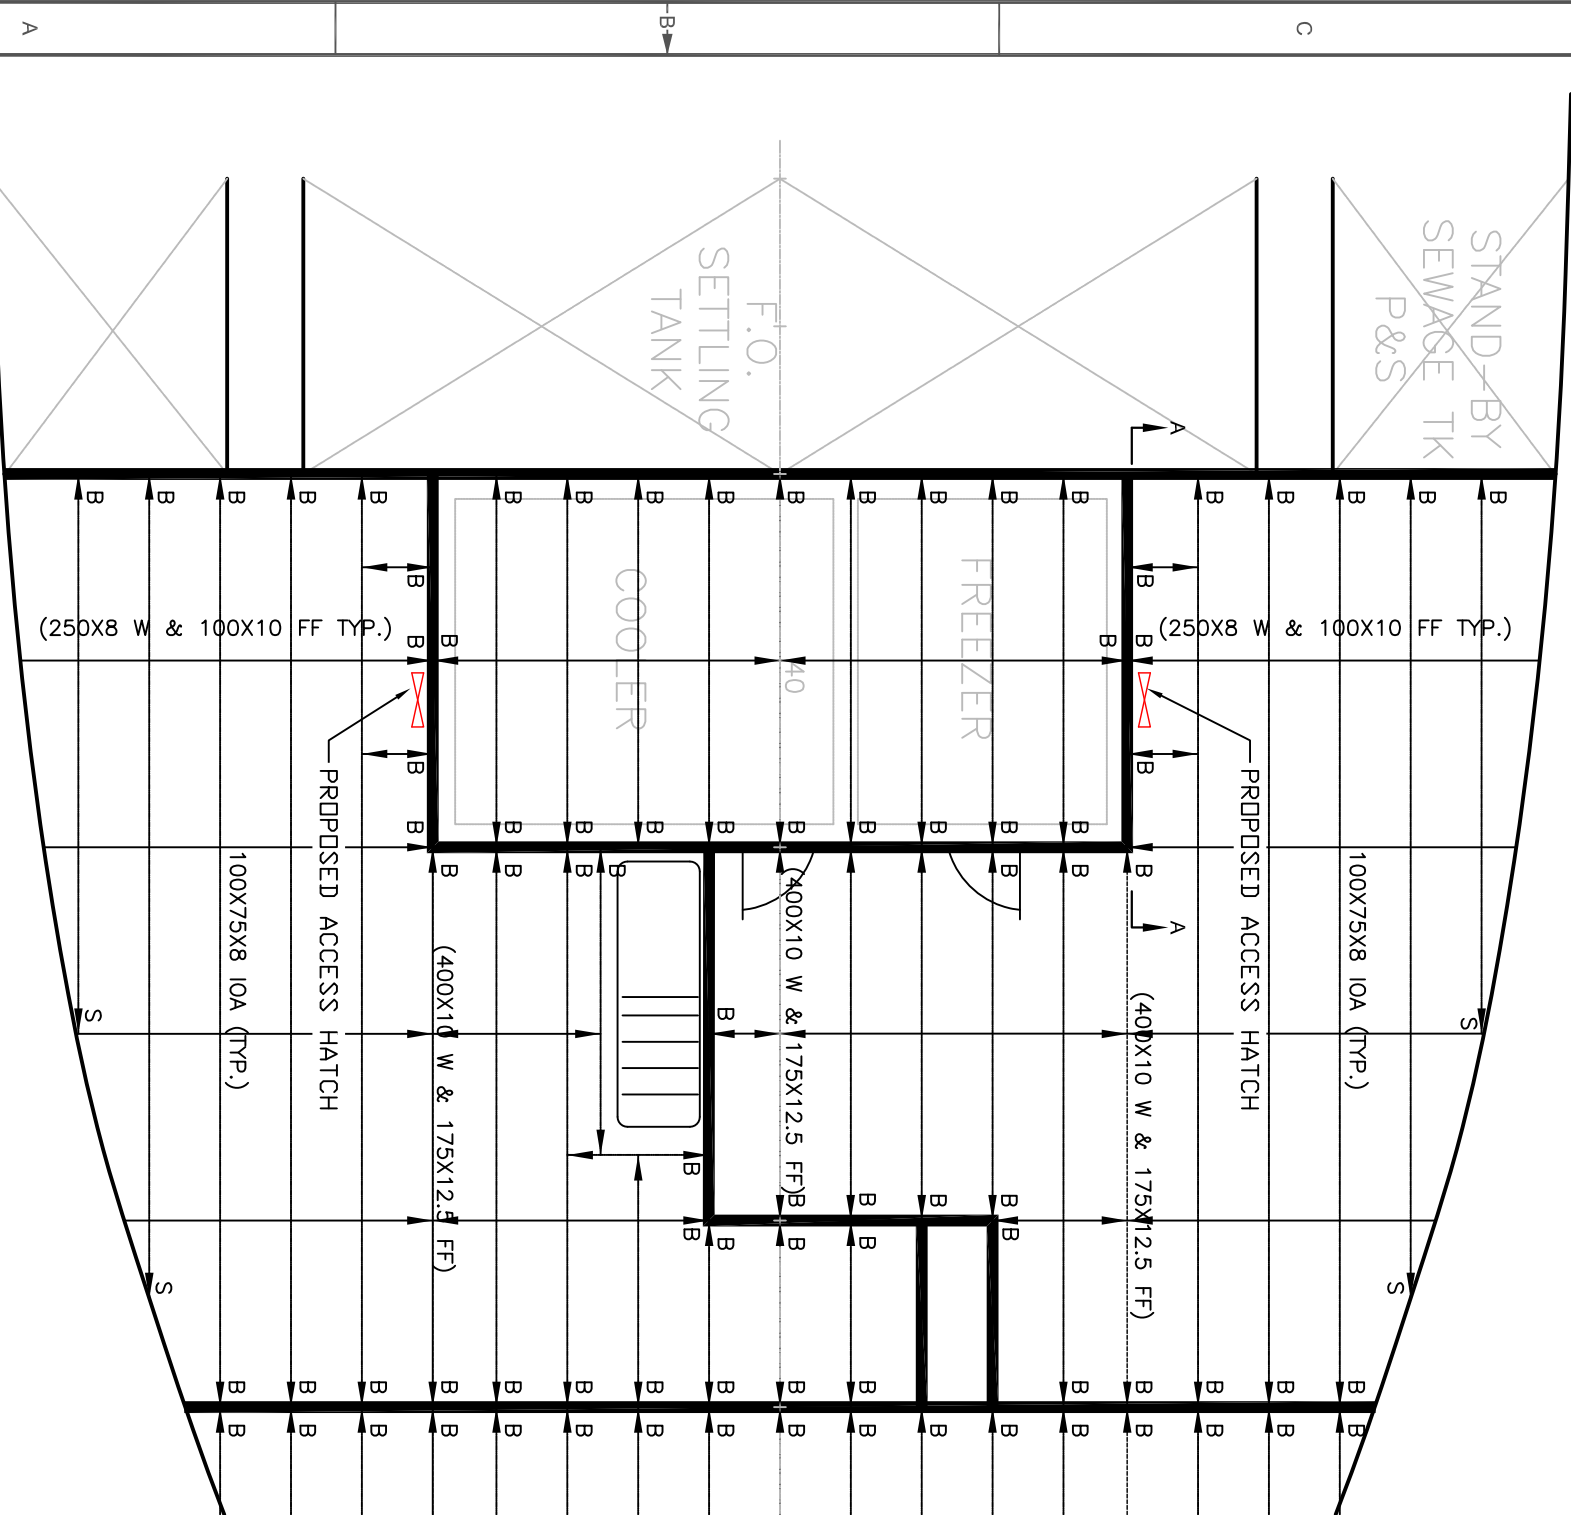 A
B
C
STAND-BY
SEWAGE TK
P&S
F.O.
SETTLING
TANK
A
B B B B B B B B B B B B B B B B B B B
FREEZER
COOLER
B B
(250X8 W & 100X10 FF TYP.)
(250X8 W & 100X10 FF TYP.)
B B B B
40
B B
PROPOSED ACCESS HATCH
PROPOSED ACCESS HATCH
B B B B B B B B B B
B B B B B B B
100X75X8 IOA (TYP.)
100X75X8 IOA (TYP.)
A
(400X10 W & 175X12.5 FF)
(400X10 W & 175X12.5 FF)
(400X10 W & 175X12.5 FF)
S B S
B
B B B B
B B B B B
S S
B B B B B B B B B B B B B B
B B B B B B B B B B B B B B B B